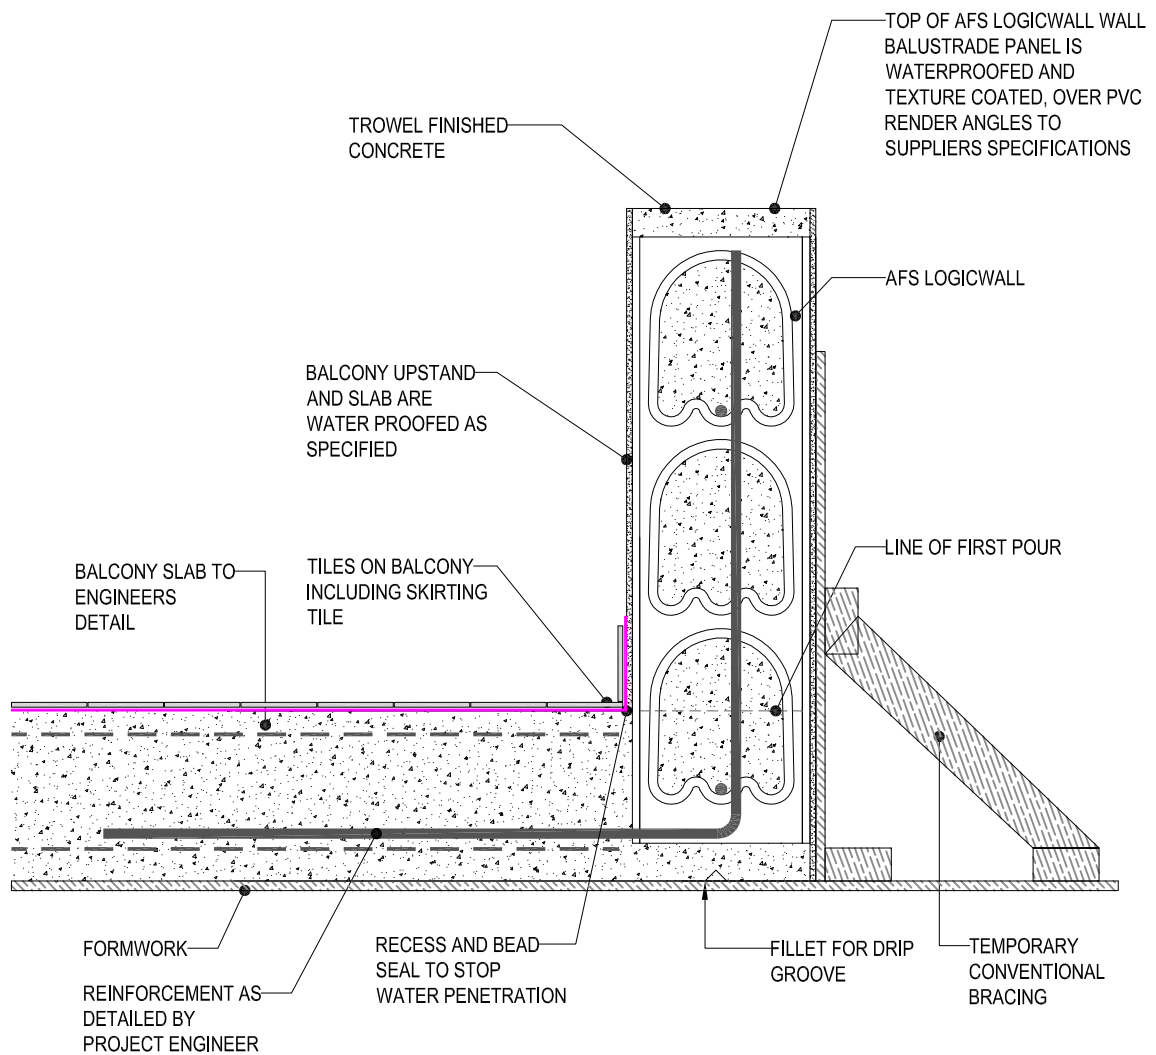 TOP OF AFS LOGICWALL WALL
BALUSTRADE PANEL IS
WATERPROOFED AND
TEXTURE COATED, OVER PVC
RENDER ANGLES TO
SUPPLIERS SPECIFICATIONS
TROWEL FINISHED
CONCRETE
AFS LOGICWALL
BALCONY UPSTAND
AND SLAB ARE
WATER PROOFED AS
SPECIFIED
LINE OF FIRST POUR
TILES ON BALCONY
INCLUDING SKIRTING
TILE
BALCONY SLAB TO
ENGINEERS
DETAIL
FORMWORK
REINFORCEMENT AS
DETAILED BY
PROJECT ENGINEER
RECESS AND BEAD
SEAL TO STOP
WATER PENETRATION
FILLET FOR DRIP
GROOVE
TEMPORARY
CONVENTIONAL
BRACING